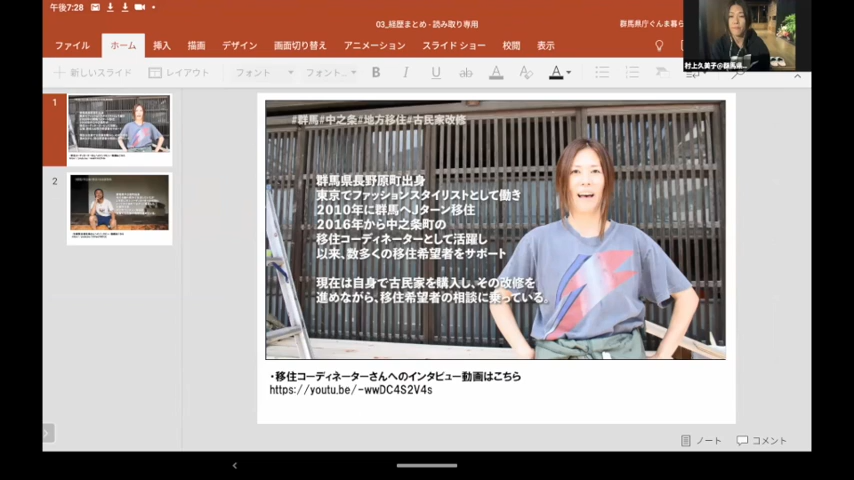 午後7:28
03_経歴まとめ - 読み取り専用
群馬県庁ぐんま暮ら
村上久美子@群馬県
ファイル
ホーム
挿入
描画
デザイン
画面切り替え
アニメーション
スライド ショー
校閲
表示
新しいスライド
レイアウト
フォント
フォント...
B
I
U
ab
A
A
1
2
#群馬#中之条#地方移住#古民家改修
群馬県長野原町出身
東京でファッションスタイリストとして働き
2010年に群馬へJターン移住
2016年から中之条町の
移住コーディネーターとして活躍し
以来、数多くの移住希望者をサポート
現在は自身で古民家を購入し、その改修を
進めながら、移住希望者の相談に乗っている。
・移住コーディネーターさんへのインタビュー動画はこちら
https://youtu.be/-wwDC4S2V4s
ノート
コメント